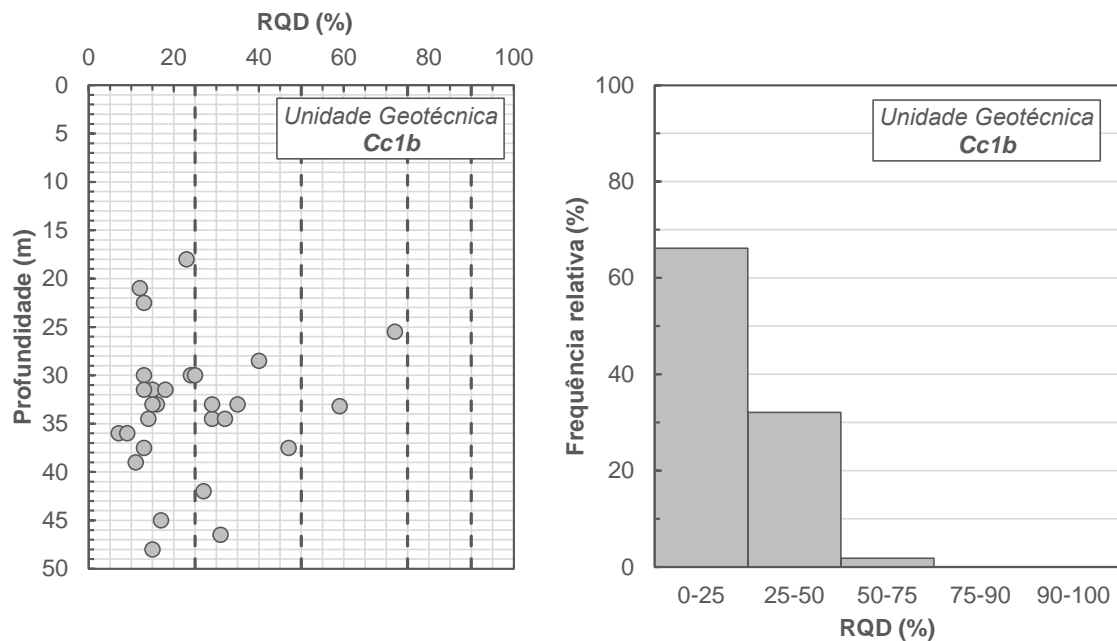 RQD (%)
0 20 40 60 80 100
0
5
10
15
20
25
30
35
40
45
50
Profundidade (m)
Unidade Geotécnica
Cc1b
100
80
60
40
20
0
Frequência relativa (%)
Unidade Geotécnica
Cc1b
0-25 25-50 50-75 75-90 90-100
RQD (%)